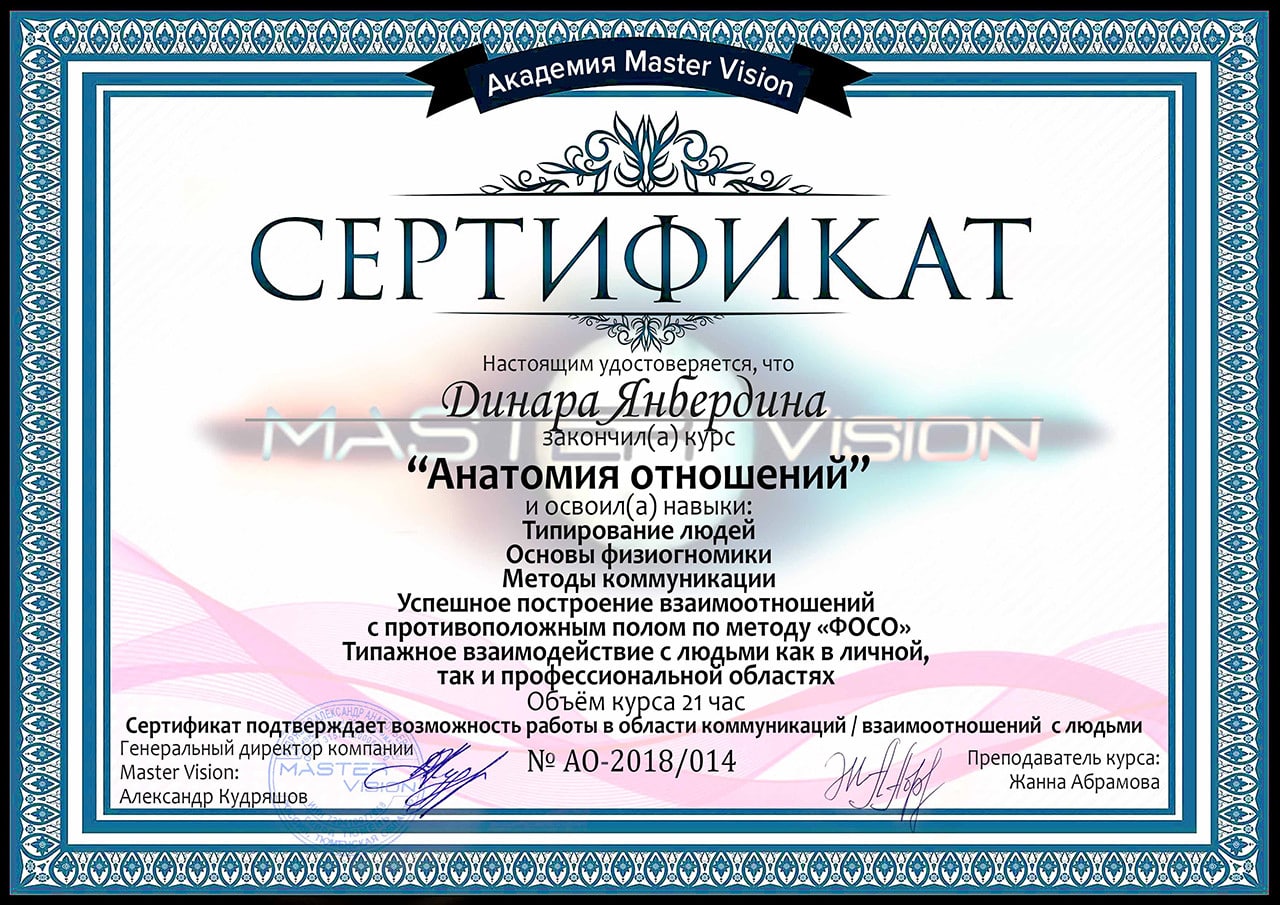 Академия Master Vision
СЕРТИФИКАТ
Настоящим удостоверяется, что
Динара Янбердина
MASTER VISION
закончил(а) курс
“Анатомия отношений”
и освоил(а) навыки:
Типирование людей
Основы физиогномики
Методы коммуникации
Успешное построение взаимоотношений
с противоположным полом по методу «ФОСО»
Типажное взаимодействие с людьми как в личной,
так и профессиональной областях
Объём курса 21 час
Сертификат подтверждает возможность работы в области коммуникаций / взаимоотношений с людьми
Генеральный директор компании
Master Vision:
Александр Кудряшов
MASTER
VISION
№ АО-2018/014
Преподаватель курса:
Жанна Абрамова